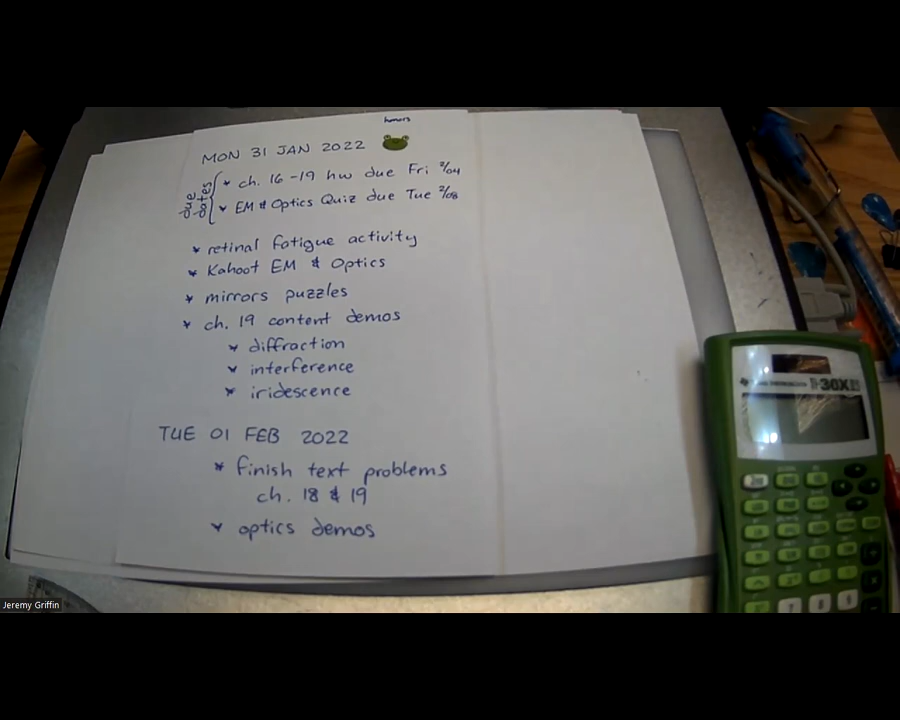 honors
MON 31 JAN 2022
due dates
* ch. 16-19 hw due Fri 2/04
* EM & Optics Quiz due Tue 2/08
* retinal fatigue activity
* Kahoot EM & Optics
* mirrors puzzles
* ch. 19 content demos
* diffraction
* interference
* iridescence
TUE 01 FEB 2022
* finish text problems
ch. 18 & 19
* optics demos
Jeremy Griffin